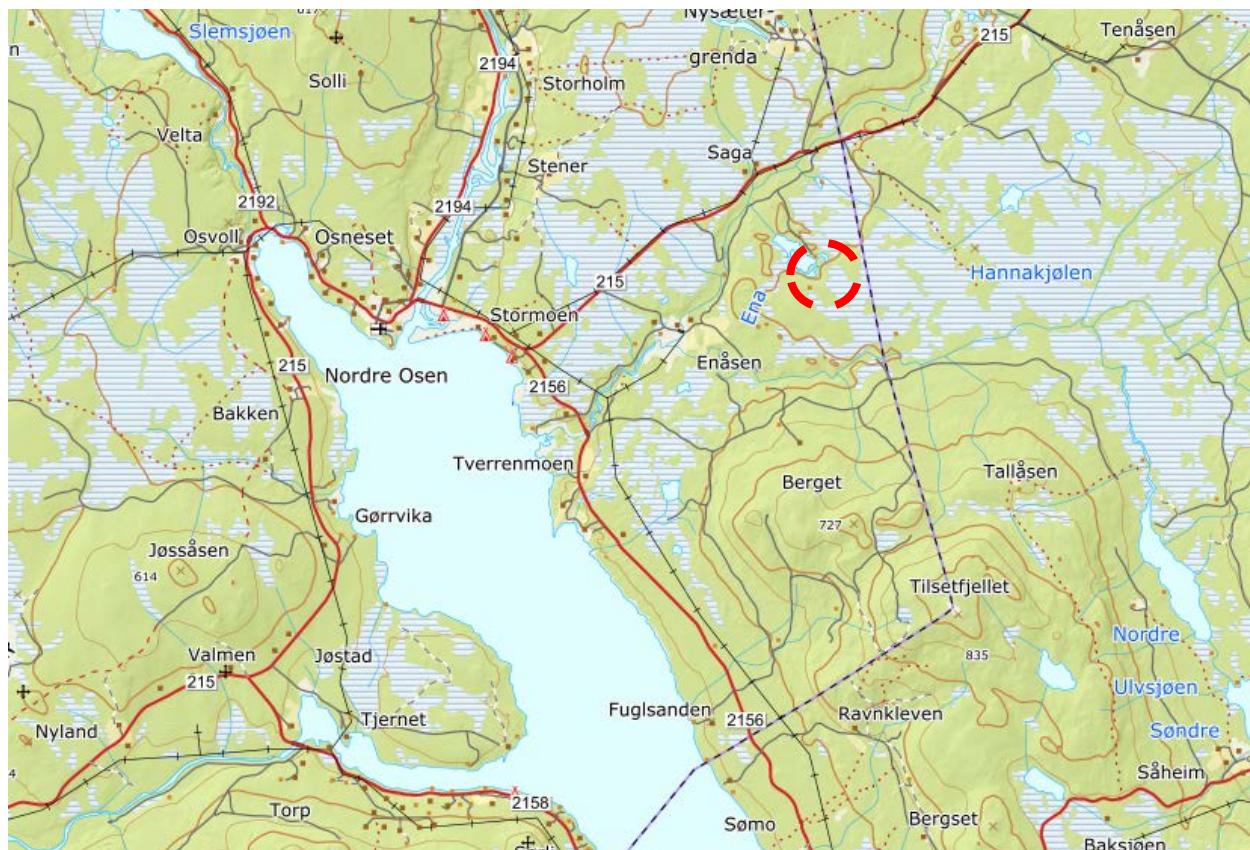 617
Slemsjøen
Nysæter-
grenda
215
Tenåsen
n
2194
Solli
Storholm
Velta
Saga
Stener
2192
2194
Osvoll
Osneset
Hannakjølen
215
Ena
Stormoen
Enåsen
215
Nordre Osen
2156
Bakken
Tverrenmoen
Tallåsen
Berget
Gørrvika
727
Jøssåsen
614
Tilsetfjellet
Nordre
Valmen
Jøstad
835
215
Ulvsjøen
Fuglsanden
2156
Ravnkleven
Nyland
Tjernet
Søndre
4
Såheim
2158
Torp
Sømo
Bergset
Baksjøen